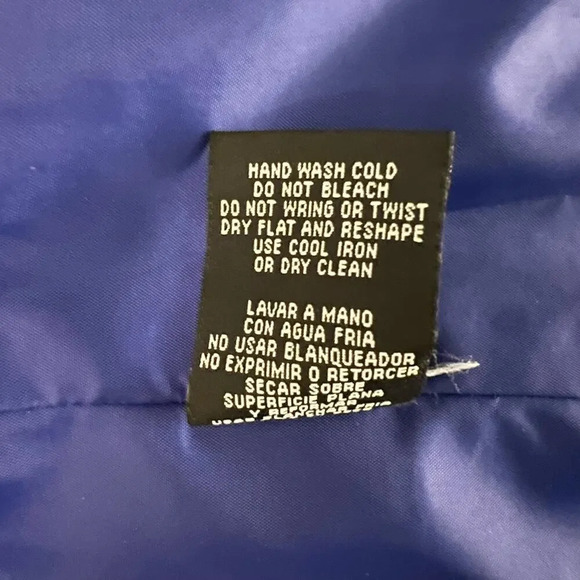 HAND WASH COLD
DO NOT BLEACH
DO NOT WRING OR TWIST
DRY FLAT AND RESHAPE
USE COOL IRON
OR DRY CLEAN
LAVAR A MANO
CON AGUA FRIA
NO USAR BLANQUEADOR
NO EXPRIMIR O RETORCER
SECAR SOBRE
SUPERFICIE PLANA
Y REFORMAR